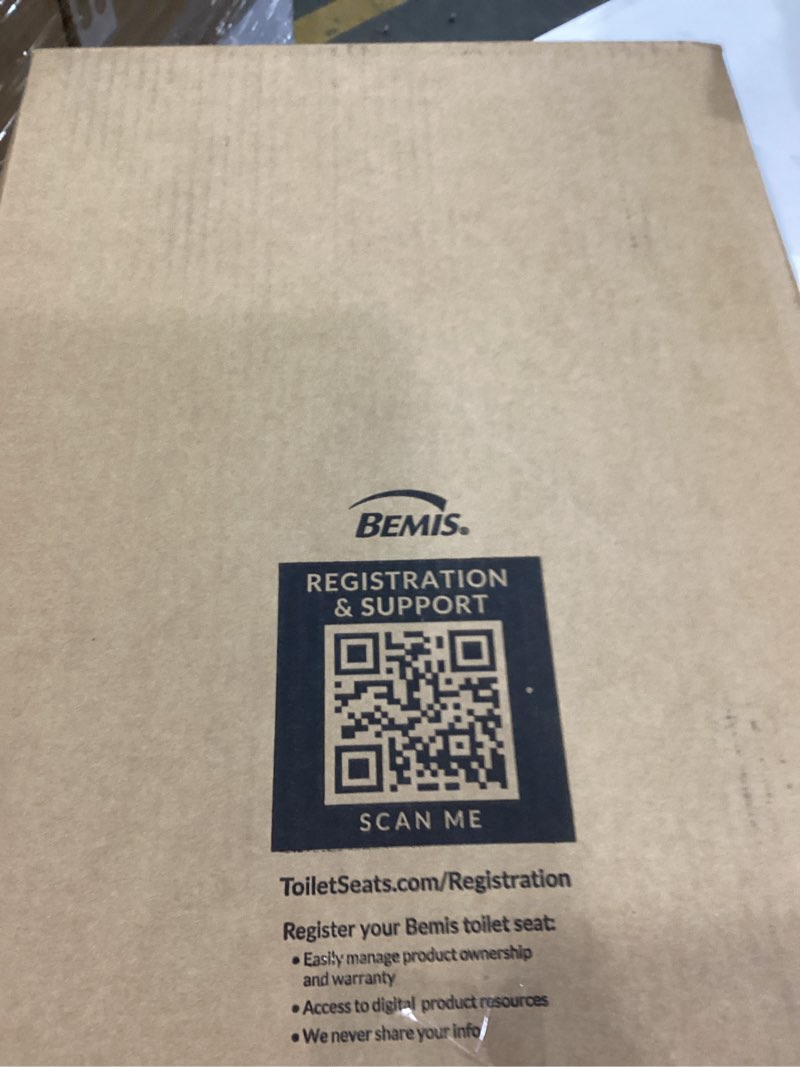 BEMIS®
REGISTRATION
& SUPPORT
SCAN ME
ToiletSeats.com/Registration
Register your Bemis toilet seat:
• Easily manage product ownership
and warranty
• Access to digital product resources
• We never share your info